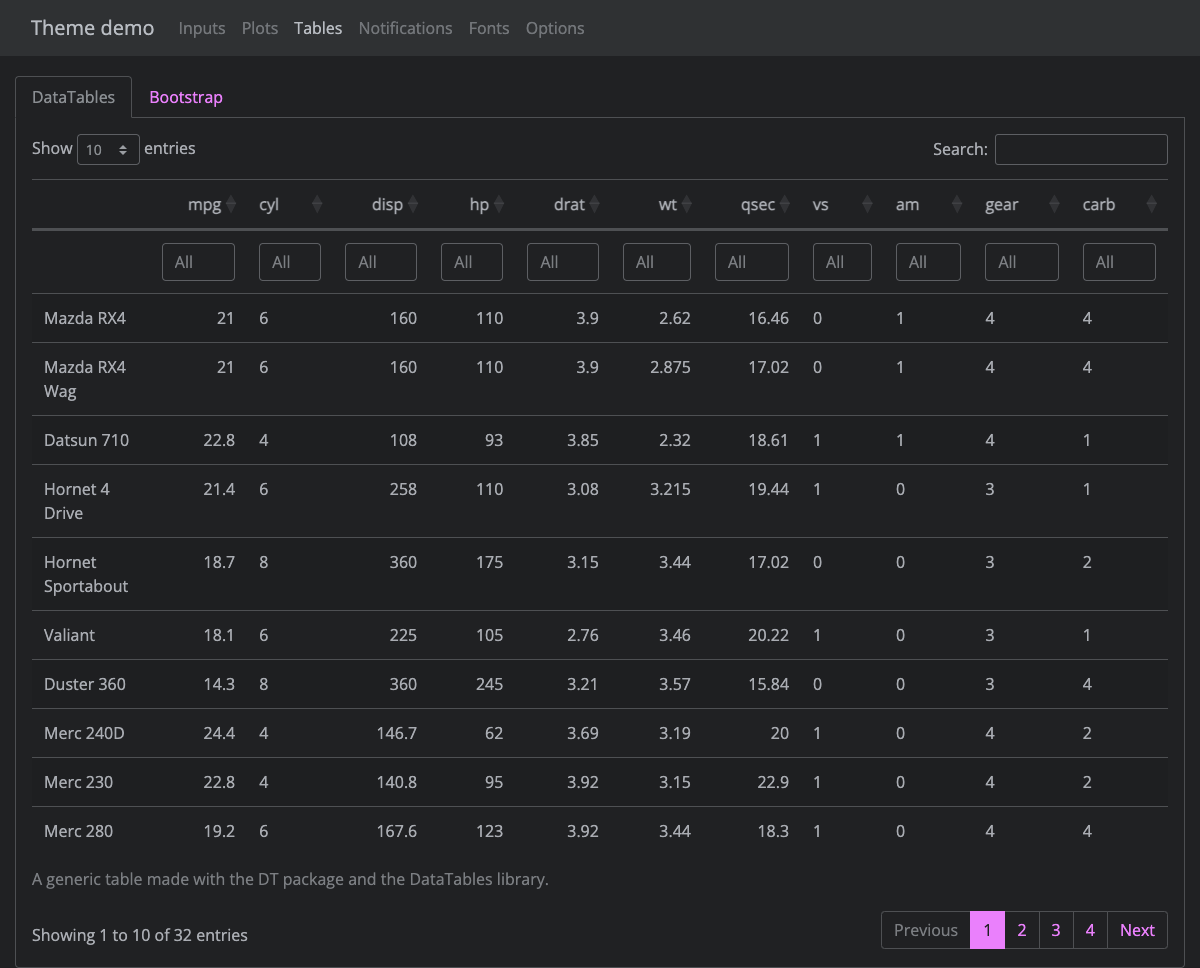 Theme demo Inputs Plots Tables Notifications Fonts Options
DataTables Bootstrap
Show 10 entries Search:
mpg cyl disp hp drat wt qsec vs am gear carb
All All All All All All All All All All All
Mazda RX4 21 6 160 110 3.9 2.62 16.46 0 1 4 4
Mazda RX4 21 6 160 110 3.9 2.875 17.02 0 1 4 4
Wag
Datsun 710 22.8 4 108 93 3.85 2.32 18.61 1 1 4 1
Hornet 4 21.4 6 258 110 3.08 3.215 19.44 1 0 3 1
Drive
Hornet 18.7 8 360 175 3.15 3.44 17.02 0 0 3 2
Sportabout
Valiant 18.1 6 225 105 2.76 3.46 20.22 1 0 3 1
Duster 360 14.3 8 360 245 3.21 3.57 15.84 0 0 3 4
Merc 240D 24.4 4 146.7 62 3.69 3.19 20 1 0 4 2
Merc 230 22.8 4 140.8 95 3.92 3.15 22.9 1 0 4 2
Merc 280 19.2 6 167.6 123 3.92 3.44 18.3 1 0 4 4
A generic table made with the DT package and the DataTables library.
Showing 1 to 10 of 32 entries Previous 1 2 3 4 Next